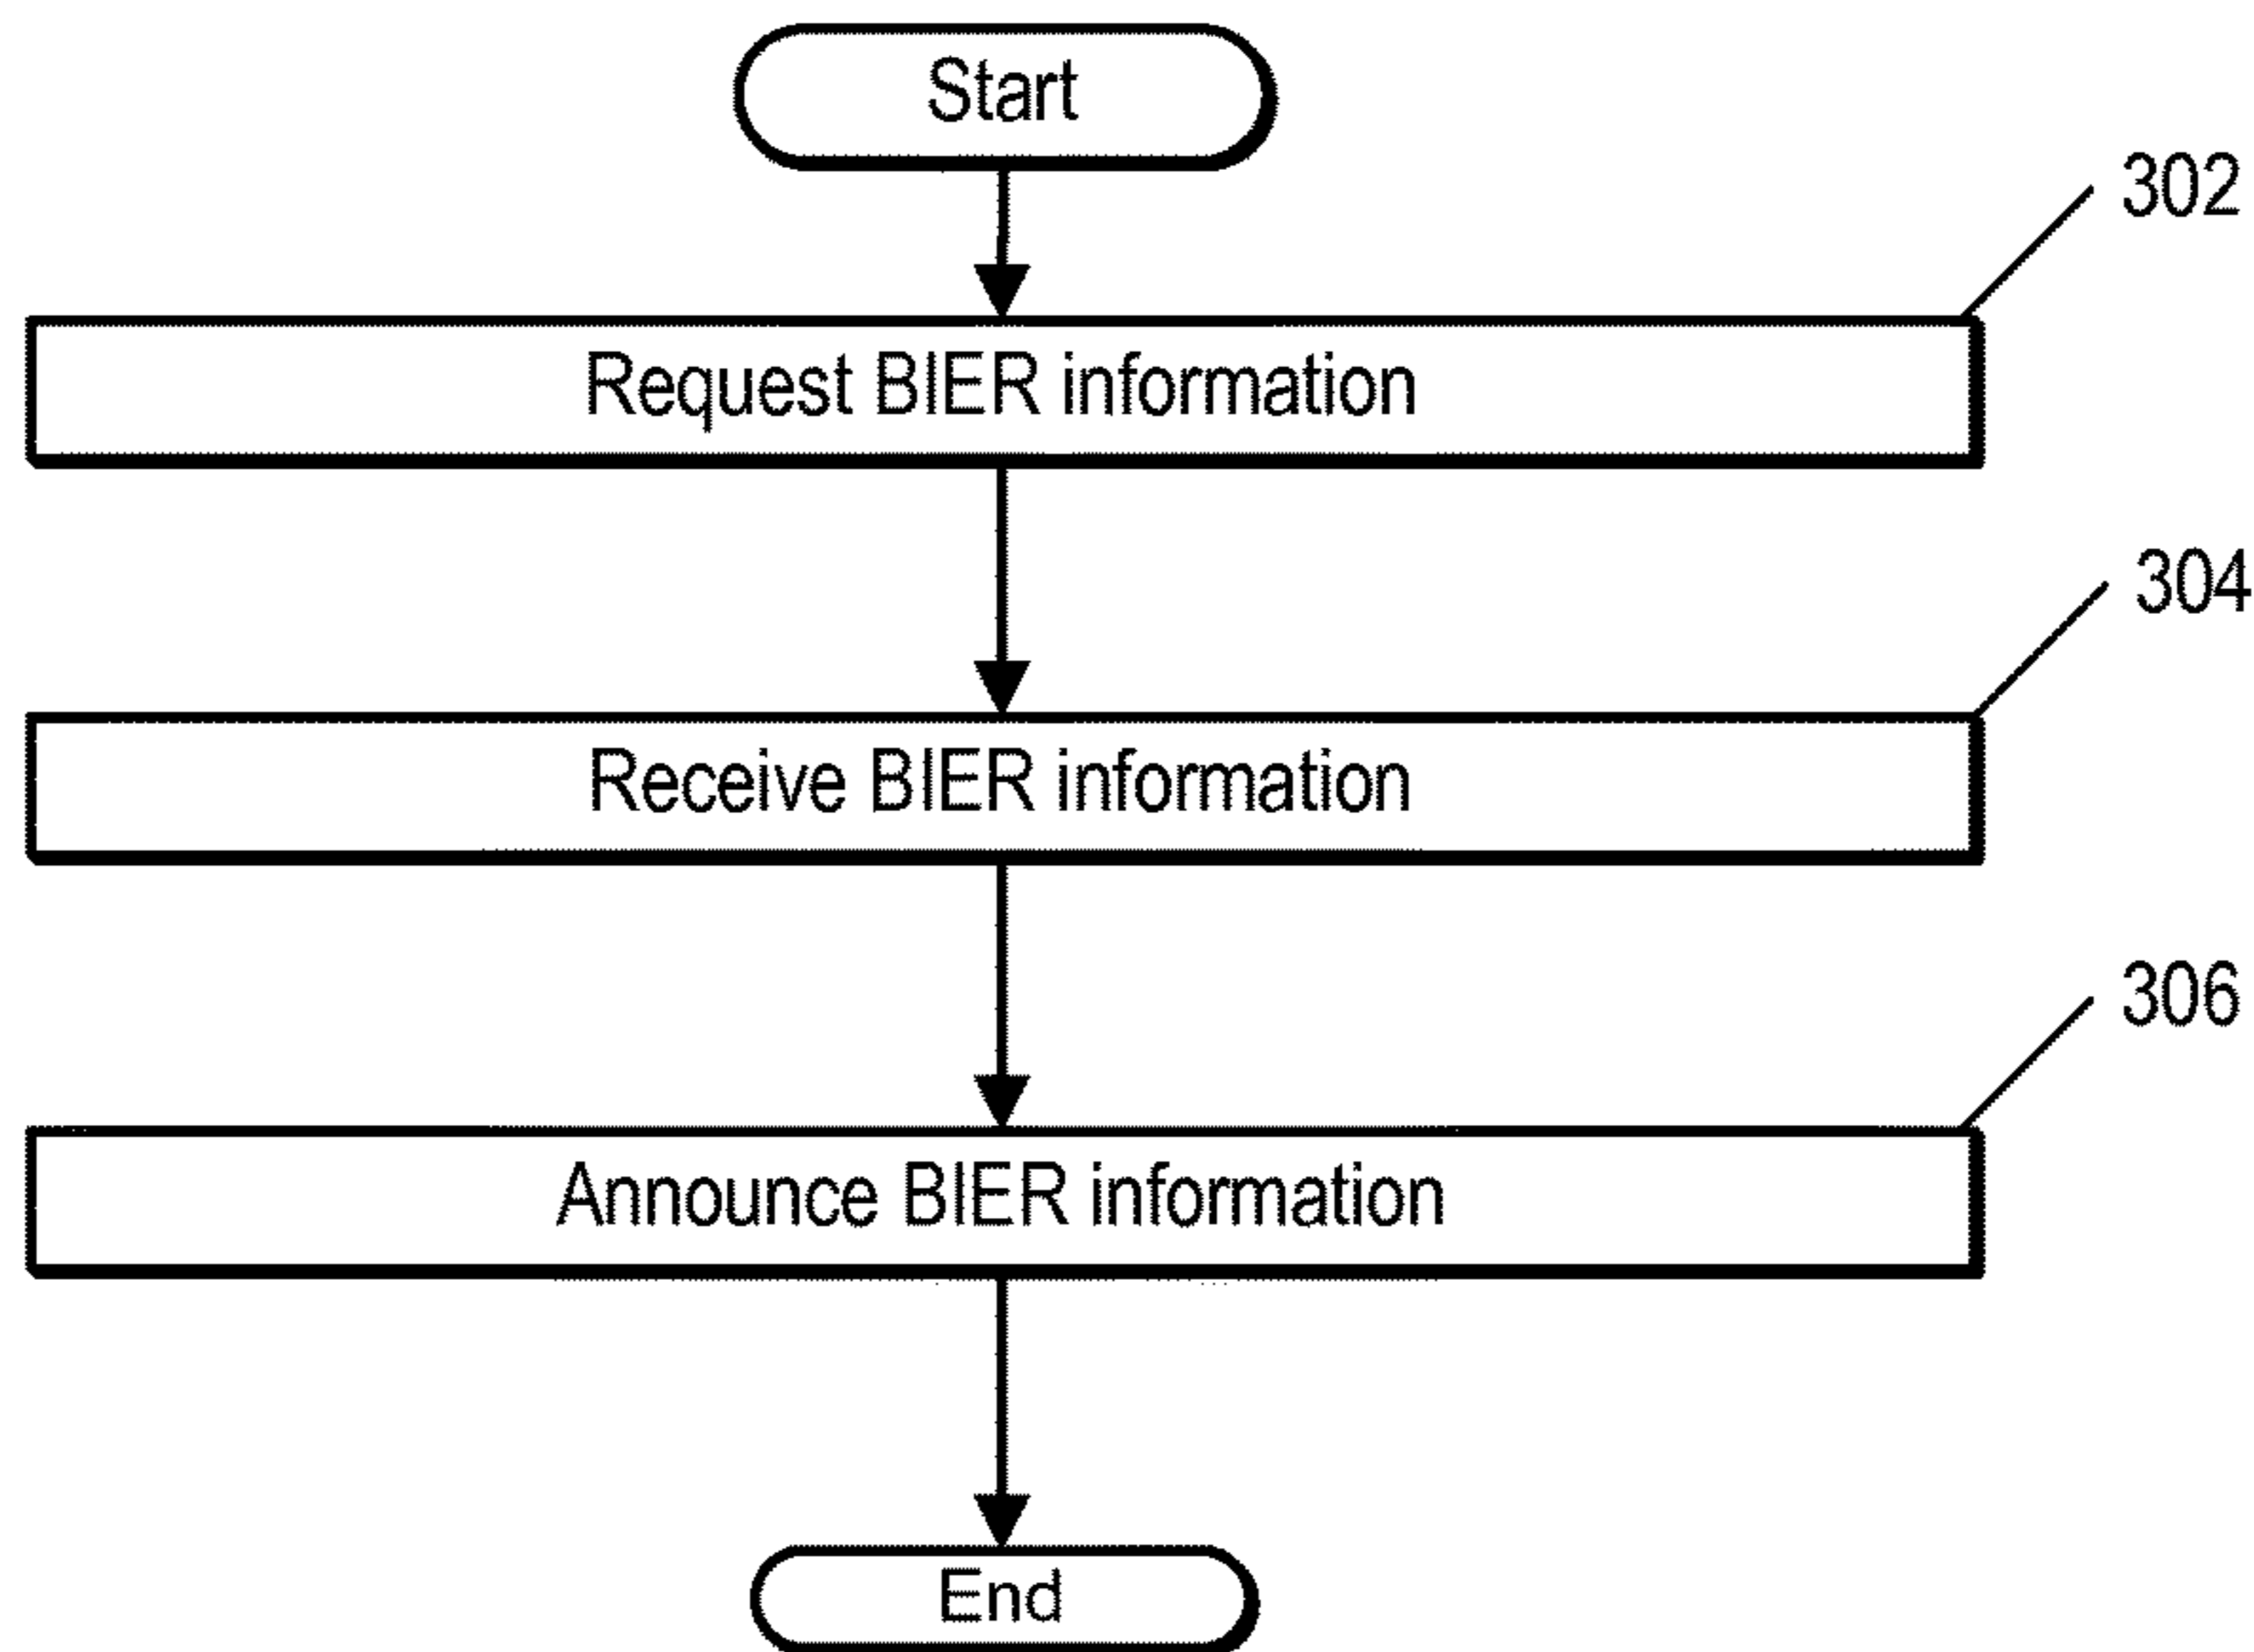 Start
302
Request BIER information
304
Receive BIER information
306
Announce BIER information
End